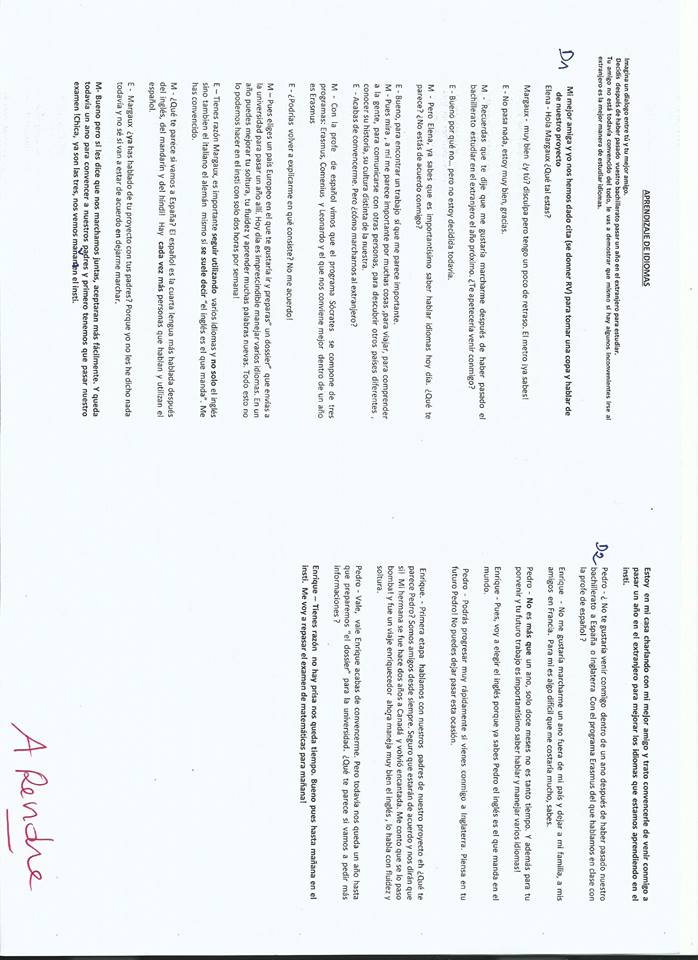 APRENDIZAJE DE IDIOMAS
Imagina un diálogo entre tú y tu mejor amigo.
Decidís después de haber pasado vuestro bachillerato pasar un año en el extranjero para estudiar.
Tu amigo no está todavía convencido del todo, le vas a demostrar que mismo si hay algunos inconvenientes irse al
extranjero es la mejor manera de estudiar idiomas.
D1
Mi mejor amiga y yo nos hemos dado cita (se donner RV) para tomar una copa y hablar de
de nuestro proyecto
Elena - Hola Margaux ¿Qué tal estas?
Margaux - muy bien ¿y tú? disculpa pero tengo un poco de retraso. El metro ¡ya sabes!
E - No pasa nada, estoy muy bien, gracias.
M - Recuerdas que te dije que me gustaría marcharme después de haber pasado el
bachillerato estudiar en el extranjero el año próximo. ¿Te apetecería venir conmigo?
E - Bueno por qué no... pero no estoy decidida todavía.
M - Pero Elena, ya sabes que es importantísimo saber hablar idiomas hoy día. ¿Qué te
parece? ¿No estás de acuerdo conmigo?
E - Bueno, para encontrar un trabajo sí que me parece importante.
M - Pues mira , a mí me parece importante por muchas cosas ,para viajar, para comprender
a la gente, para comunicarse con otras personas, para descubrir otros países diferentes ,
conocer su historia, su cultura distinta de la nuestra.
E - Acabas de convencerme. Pero ¿cómo marcharnos al extranjero?
M - Con la profe de español vimos que el programa Sócrates se compone de tres
programas: Erasmus, Comenius y Leonardo y el que nos conviene mejor dentro de un año
es Erasmus
E - ¿Podrías volver a explicarme en qué consiste? No me acuerdo!
M – Pues eliges un país Europeo en el que te gustaría ir y preparas" un dossier" que envías a
la universidad para pasar un año allí. Hoy día es imprescindible manejar varios idiomas. En un
año puedes mejorar tu soltura, tu fluidez y aprender muchas palabras nuevas. Todo esto no
lo podemos hacer en el insti con solo dos horas por semana!
E – Tienes razón Margaux, es importante seguir utilizando varios idiomas y no solo el inglés
sino también el italiano el alemán mismo si se suele dedir "el inglés es el que manda". Me
has convencido.
M - ¿Qué te parece si vamos a España? El español es la cuarta lengua más hablada después
del inglés, del mandarín y del hindi! Hay cada vez más personas que hablan y utilizan el
español.
E - Margaux ¿ya has hablado de tu proyecto con tus padres? Porque yo no les he dicho nada
todavía y no sé si van a estar de acuerdo en dejarme marchar.
M- Bueno pero si les dice que nos marchamos juntas, aceptaran más fácilmente. Y queda
todavía un ano para convencer a nuestros padres y primero tenemos que pasar nuestro
examen !Chica, ya son las tres, nos vemos mañana en el insti.
D2
Estoy en mi casa charlando con mi mejor amigo y trato convencerle de venir conmigo a
pasar un año en el extranjero para mejorar los idiomas que estamos aprendiendo en el
insti.
Pedro - ¿ No te gustaría venir conmigo dentro de un ano después de haber pasado nuestro
bachillerato a España o Inglaterra Con el programa Erasmus del que hablamos en clase con
la profe de español ?
Enrique - No me gustaría marcharme un ano fuera de mi país y dejar a mi familia, a mis
amigos en Francia. Para mí es algo difícil que me costaría mucho, sabes.
Pedro - No es más que un ano, solo doce meses no es tanto tiempo. Y además para tu
porvenir y tu futuro trabajo es importantísimo saber hablar y manejar varios idiomas!
Enrique - Pues, voy a elegir el inglés porque ya sabes Pedro el inglés es el que manda en el
mundo.
Pedro - Podrás progresar muy rápidamente si vienes conmigo a Inglaterra. Piensa en tu
futuro Pedro! No puedes dejar pasar esta ocasión.
Enrique. - Primera etapa hablamos con nuestros padres de nuestro proyecto eh ¿Qué te
parece Pedro? Somos amigos desde siempre. Seguro que estarán de acuerdo y nos dirán que
sí! Mi hermana se fue hace dos años a Canadá y volvió encantada. Me conto que se lo paso
bomba! y fue un viaje enriquecedor ahora maneja muy bien el inglés , lo habla con fluidez y
soltura.
Pedro - Vale, vale Enrique acabas de convencerme. Pero todavía nos queda un año hasta
que preparemos "el dossier" para la universidad. ¿Qué te parece si vamos a pedir más
informaciones ?
Enrique – Tienes razón no hay prisa nos queda tiempo. Bueno pues hasta mañana en el
insti. Me voy a repasar el examen de matemáticas para mañana!
A Rendre